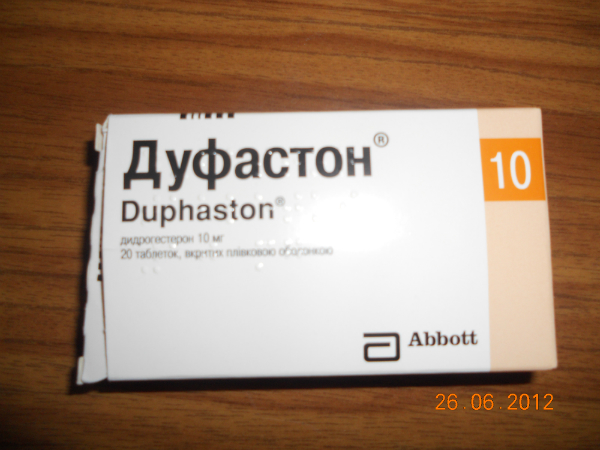 Дуфастон®
10
Duphaston®
дидрогестерон 10 мг
20 таблеток, вкритих плівковою оболонкою
Abbott
26.06.2012